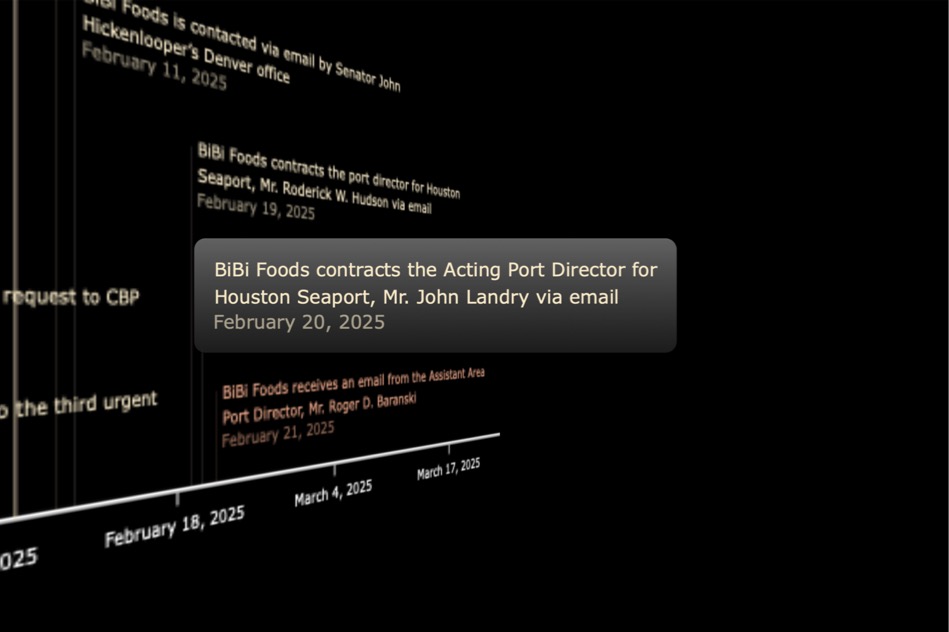 BiBi Foods is contacted via email by Senator John
Hickenlooper's Denver office
February 11, 2025
BiBi Foods contracts the port director for Houston
Seaport, Mr. Roderick W. Hudson via email
February 19, 2025
BiBi Foods contracts the Acting Port Director for
Houston Seaport, Mr. John Landry via email
February 20, 2025
request to CBP
BiBi Foods receives an email from the Assistant Area
Port Director, Mr. Roger D. Baranski
February 21, 2025
o the third urgent
025
February 18, 2025
March 4, 2025
March 17, 2025